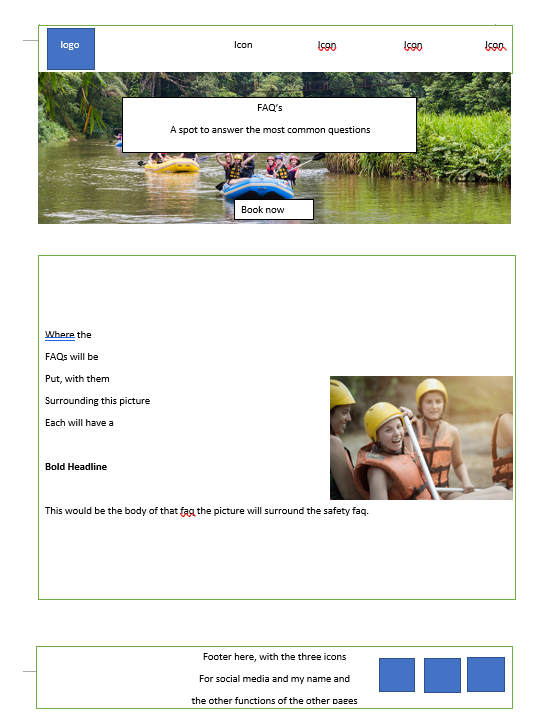 logo
Icon Icon Icon Icon
FAQ's
A spot to answer the most common questions
Book now
Where the
FAQs will be
Put, with them
Surrounding this picture
Each will have a
Bold Headline
This would be the body of that faq the picture will surround the safety faq.
Footer here, with the three icons
For social media and my name and
the other functions of the other pages